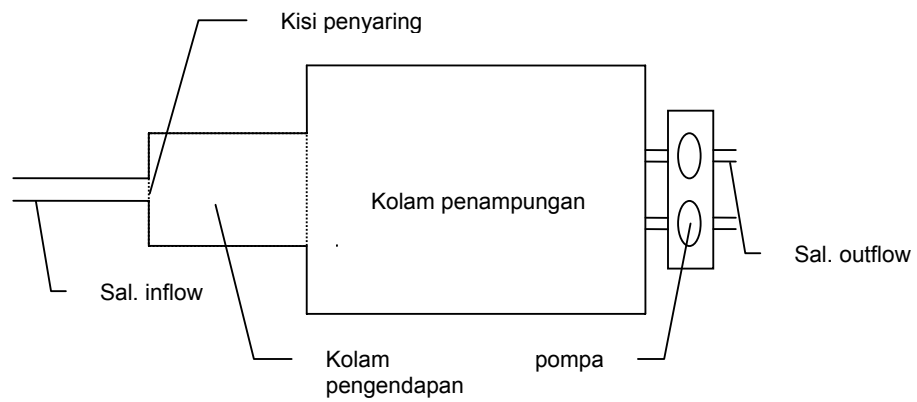 Kisi penyaring
Kolam penampungan
Sal. outflow
Sal. inflow
Kolam
pengendapan
pompa